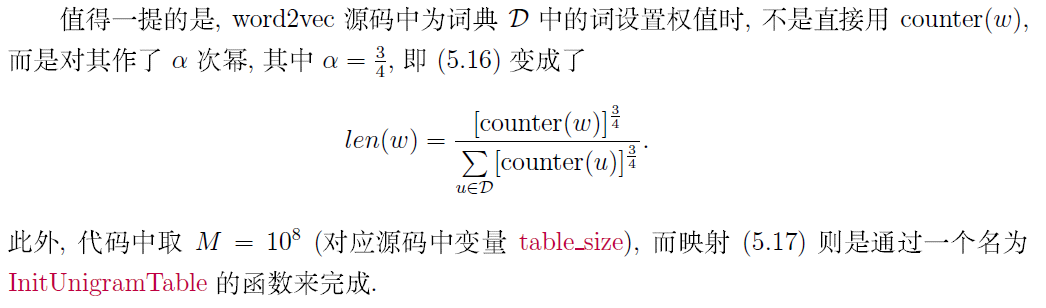 值得一提的是, word2vec 源码中为词典 𝒟 中的词设置权值时, 不是直接用 counter(w),
而是对其作了 α 次幂, 其中 α = 3/4, 即 (5.16) 变成了
len(w) = [counter(w)]^{3/4} / ∑_{u∈𝒟} [counter(u)]^{3/4}.
此外, 代码中取 M = 10^8 (对应源码中变量 table_size), 而映射 (5.17) 则是通过一个名为
InitUnigramTable 的函数来完成.